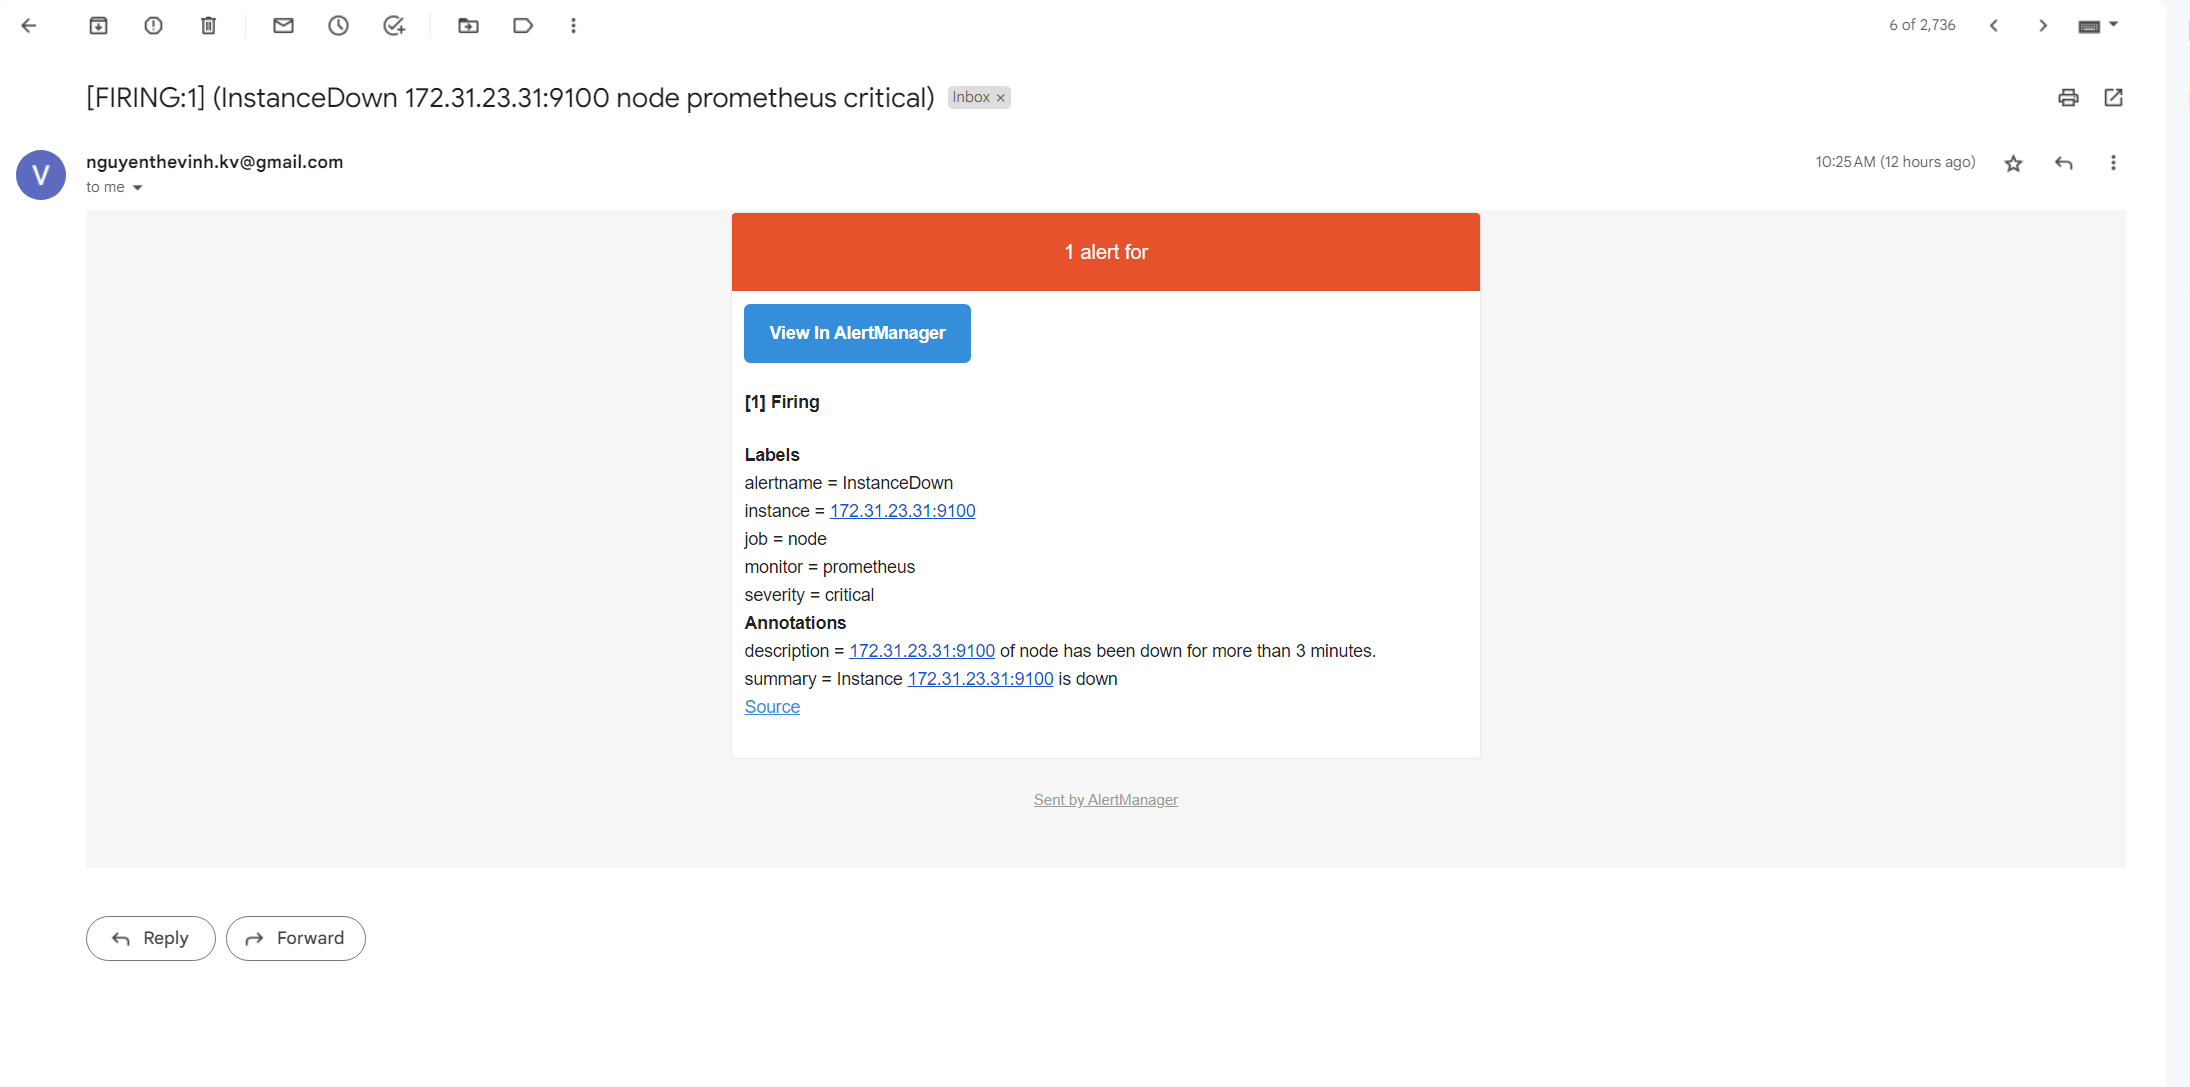 6 of 2,736
[FIRING:1] (InstanceDown 172.31.23.31:9100 node prometheus critical) Inbox ×
V
nguyenthevinh.kv@gmail.com
10:25 AM (12 hours ago)
to me
1 alert for
View In AlertManager
[1] Firing
Labels
alertname = InstanceDown
instance = 172.31.23.31:9100
job = node
monitor = prometheus
severity = critical
Annotations
description = 172.31.23.31:9100 of node has been down for more than 3 minutes.
summary = Instance 172.31.23.31:9100 is down
Source
Sent by AlertManager
Reply
Forward